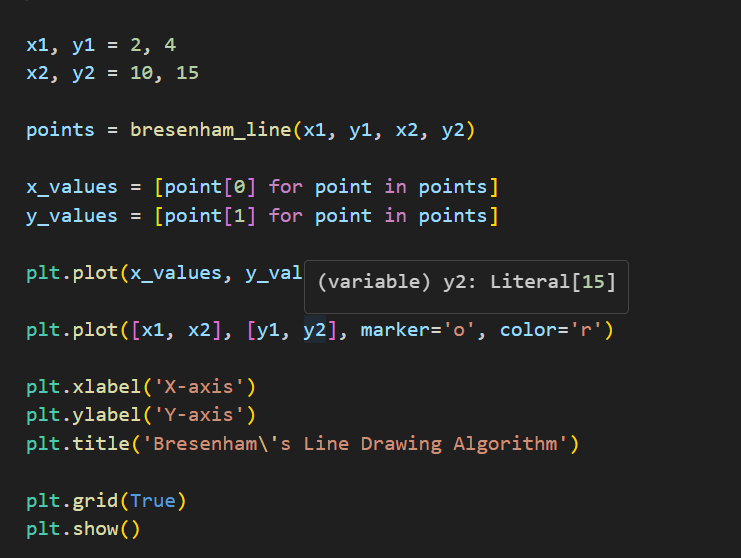 x1, y1 = 2, 4
x2, y2 = 10, 15
points = bresenham_line(x1, y1, x2, y2)
x_values = [point[0] for point in points]
y_values = [point[1] for point in points]
plt.plot(x_values, y_val
(variable) y2: Literal[15]
plt.plot([x1, x2], [y1, y2], marker='o', color='r')
plt.xlabel('X-axis')
plt.ylabel('Y-axis')
plt.title('Bresenham\'s Line Drawing Algorithm')
plt.grid(True)
plt.show()